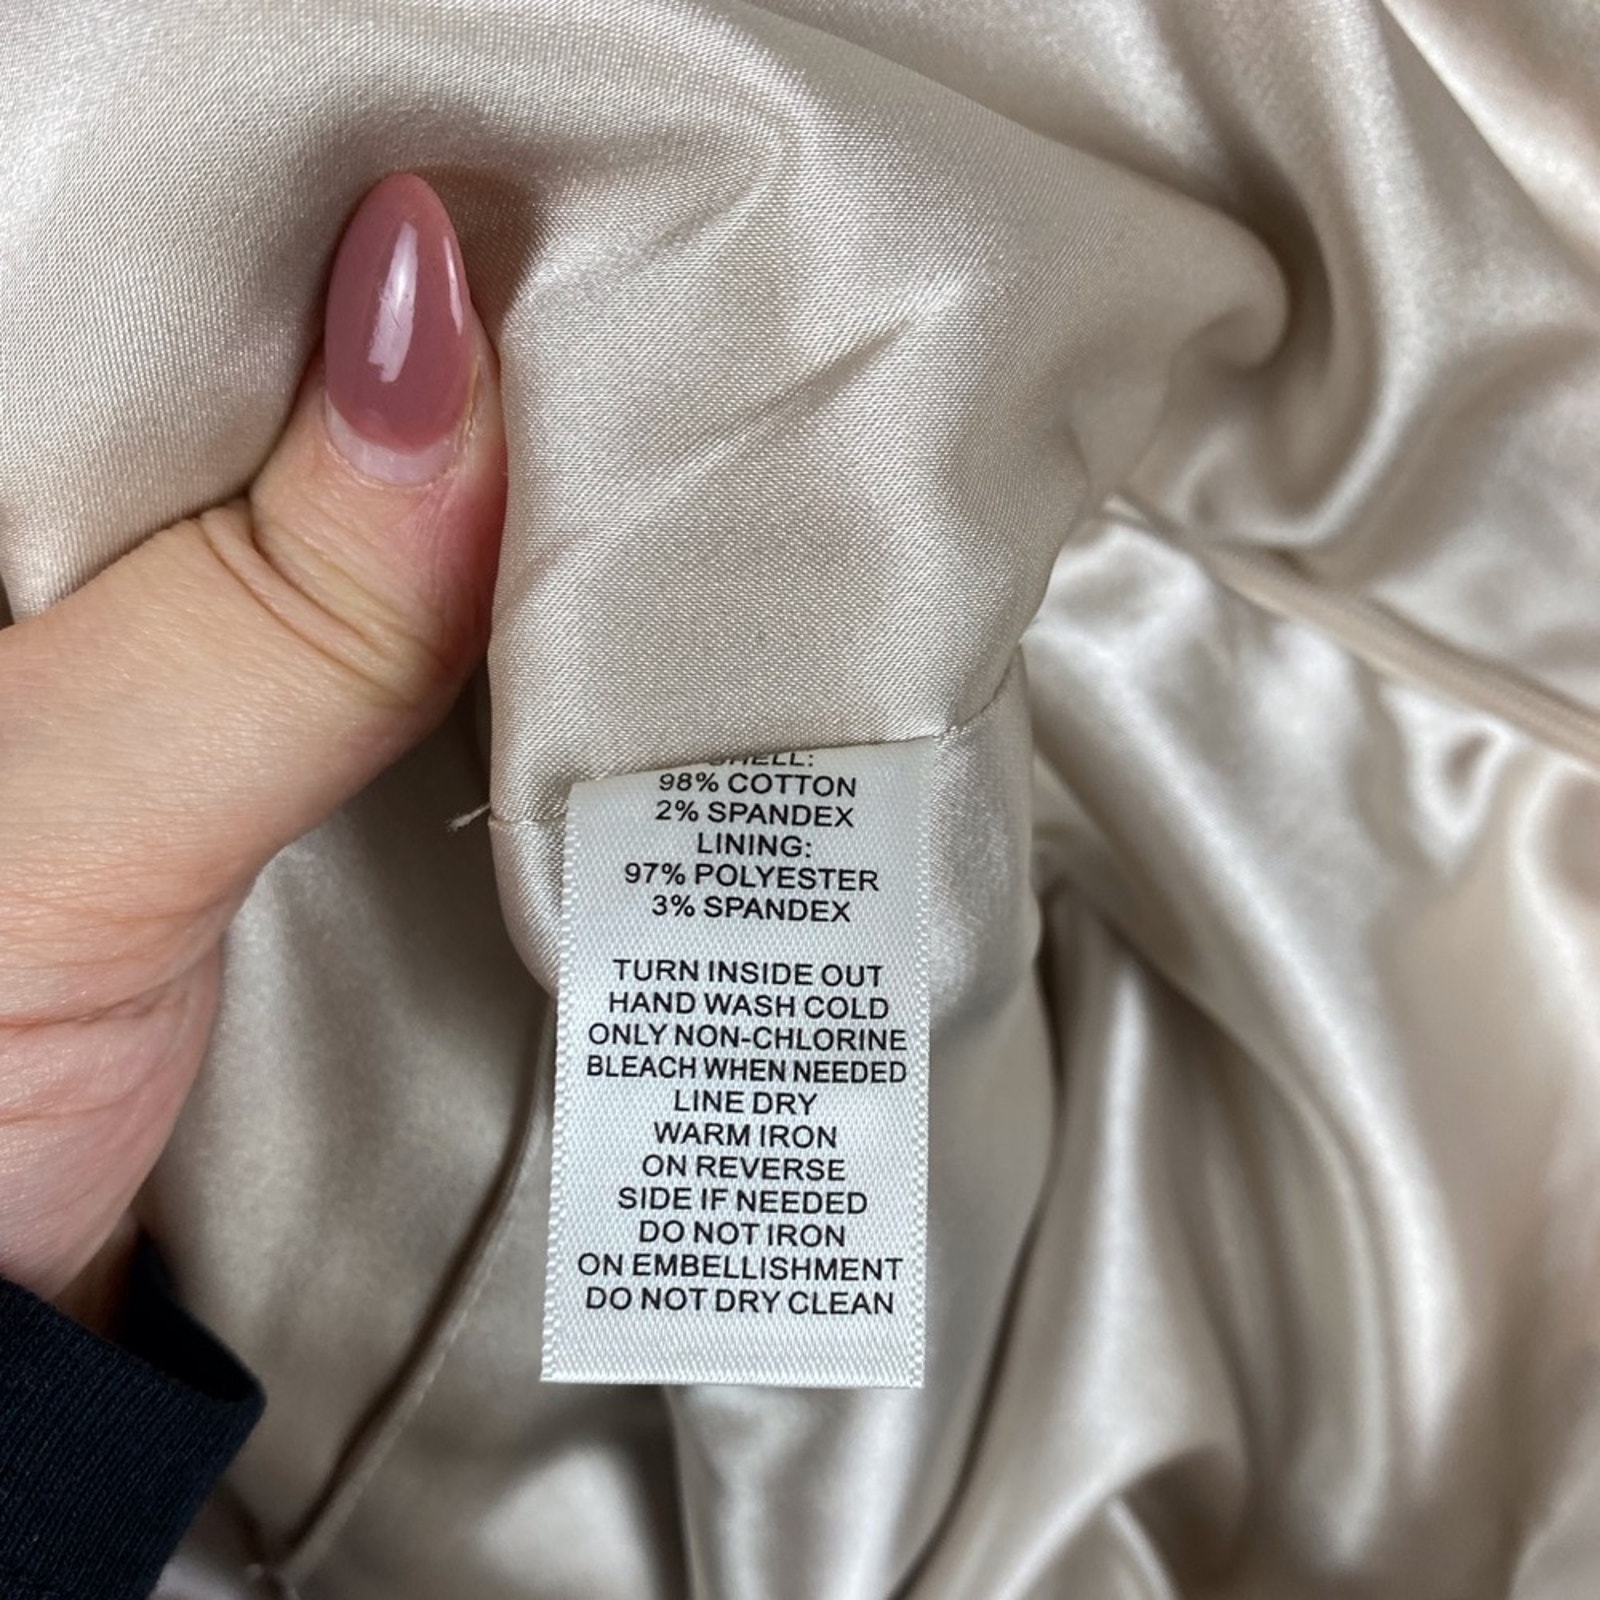 SHELL:
98% COTTON
2% SPANDEX
LINING:
97% POLYESTER
3% SPANDEX
TURN INSIDE OUT
HAND WASH COLD
ONLY NON-CHLORINE
BLEACH WHEN NEEDED
LINE DRY
WARM IRON
ON REVERSE
SIDE IF NEEDED
DO NOT IRON
ON EMBELLISHMENT
DO NOT DRY CLEAN